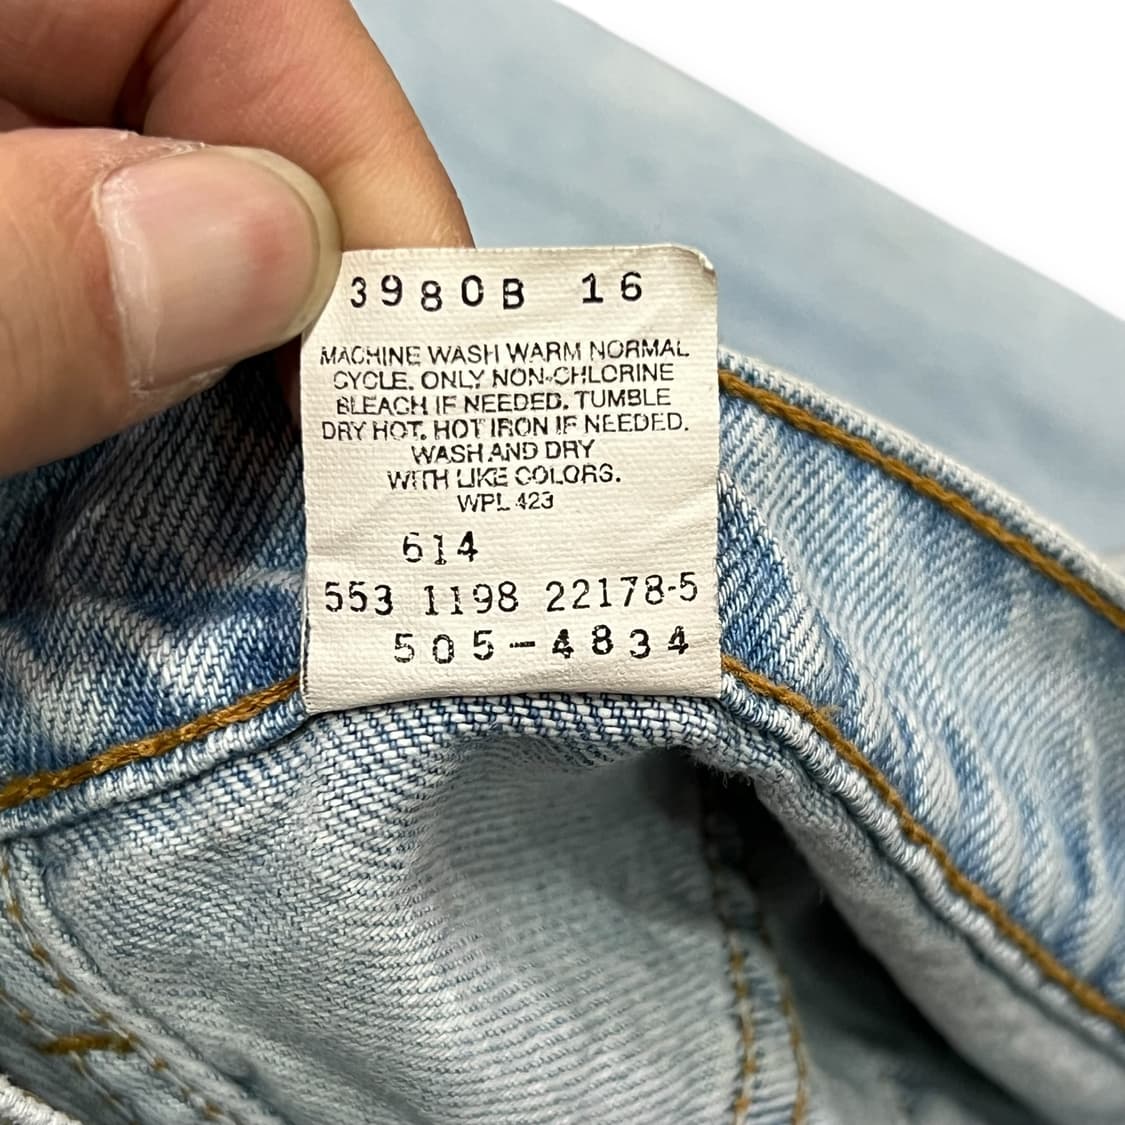 3980B 16
MACHINE WASH WARM NORMAL
CYCLE. ONLY NON-CHLORINE
BLEACH IF NEEDED. TUMBLE
DRY HOT. HOT IRON IF NEEDED.
WASH AND DRY
WITH LIKE COLORS.
WPL 423
614
553 1198 22178-5
505-4834